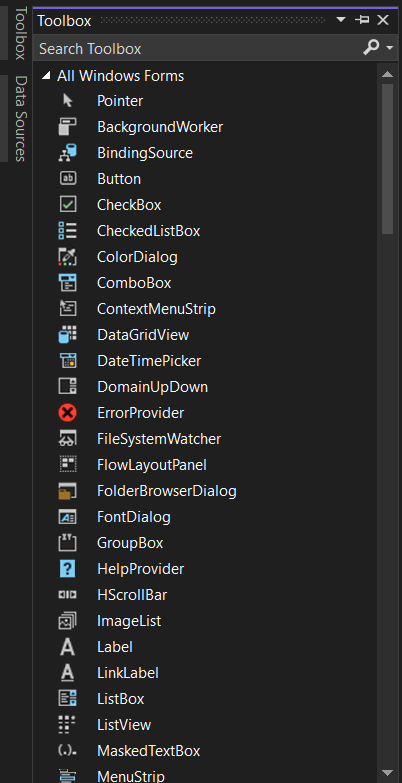 Toolbox
Data Sources
Toolbox
Search Toolbox
All Windows Forms
Pointer
BackgroundWorker
BindingSource
Button
CheckBox
CheckedListBox
ColorDialog
ComboBox
ContextMenuStrip
DataGridView
DateTimePicker
DomainUpDown
ErrorProvider
FileSystemWatcher
FlowLayoutPanel
FolderBrowserDialog
FontDialog
GroupBox
HelpProvider
HScrollBar
ImageList
Label
LinkLabel
ListBox
ListView
MaskedTextBox
MenuStrip